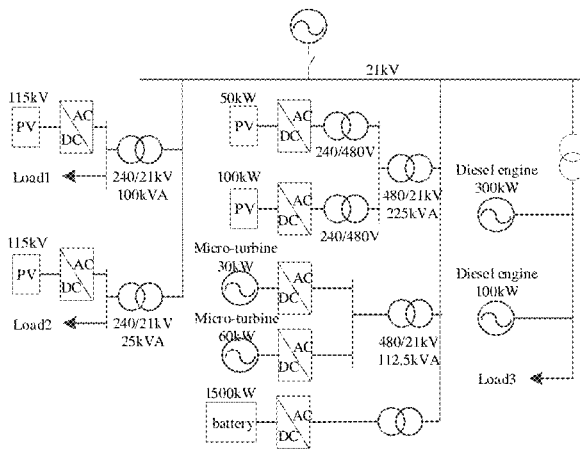 21kV
115kV
PV
AC
DC
240/21kV
100kVA
Load1
115kV
PV
AC
DC
240/21kV
25kVA
Load2
50kW
PV
AC
DC
240/480V
100kW
PV
AC
DC
240/480V
480/21kV
225kVA
Micro-turbine
30kW
AC
DC
Micro-turbine
60kW
AC
DC
480/21kV
112.5kVA
1500kW
battery
AC
DC
Diesel engine
300kW
Diesel engine
100kW
Load3